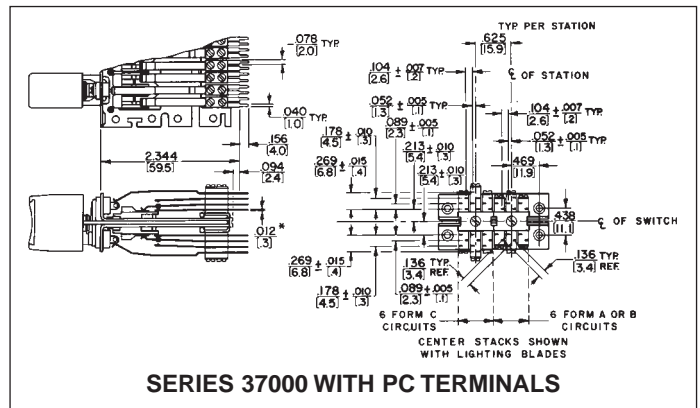 TYP. PER STATION
.625
[15.9]
.078 TYP.
[2.0]
.104 ± .007 TYP.
[2.6] [.2]
℄ OF STATION
.052 ± .005
[1.3] [.1]
.104 ± .007
[2.6] [.2]
TYP.
.040 TYP.
[1.0]
.178 ± .010
[4.5] [.3]
.089 ± .005
[2.3] [.1]
.052 ± .005
[1.3] [.1]
TYP.
.156
[4.0]
.213 ± .010
[5.4] [.3]
.469
[11.9]
2.344
[59.5]
.094
[2.4]
.269 ± .015
[6.8] [.4]
.213 ± .010
[5.4] [.3]
.012 *
[.3]
.438
[11.1]
℄ OF SWITCH
.269 ± .015
[6.8] [.4]
.136 TYP.
[3.4] REF.
.136 TYP.
[3.4] REF.
.178 ± .010
[4.5] [.3]
.089 ± .005
[2.3] [.1]
6 FORM C
CIRCUITS
6 FORM A OR B
CIRCUITS
CENTER STACKS SHOWN
WITH LIGHTING BLADES
SERIES 37000 WITH PC TERMINALS